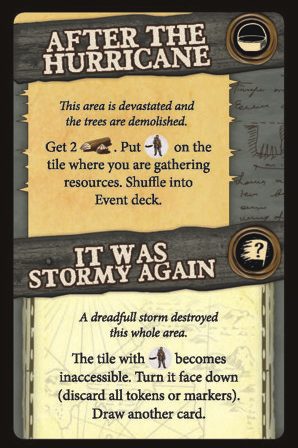 AFTER THE
HURRICANE
This area is devastated and
the trees are demolished.
Get 2 . Put on the
tile where you are gathering
resources. Shuffle into
Event deck.
?
IT WAS
STORMY AGAIN
A dreadfull storm destroyed
this whole area.
The tile with becomes
inaccessible. Turn it face down
(discard all tokens or markers).
Draw another card.